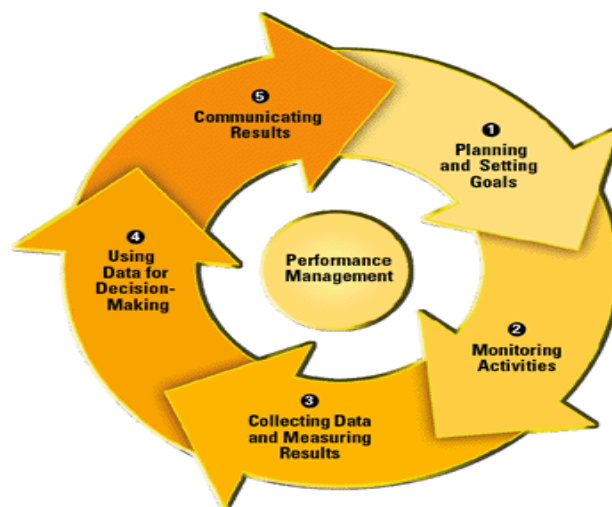 1
Planning
and Setting
Goals
2
Monitoring
Activities
3
Collecting Data
and Measuring
Results
4
Using
Data for
Decision-
Making
5
Communicating
Results
Performance
Management